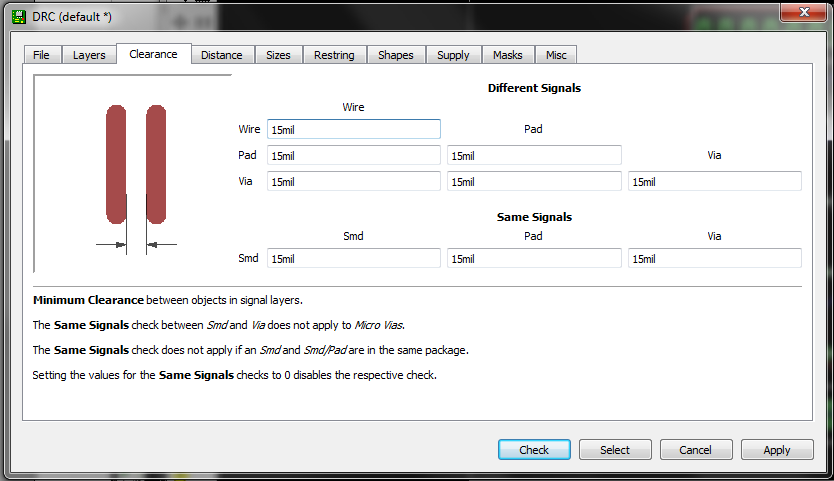 DRC (default *)
File Layers Clearance Distance Sizes Restring Shapes Supply Masks Misc
Different Signals
Wire
Wire 15mil Pad
Pad 15mil 15mil Via
Via 15mil 15mil 15mil
Same Signals
Smd Pad Via
Smd 15mil 15mil 15mil
Minimum Clearance between objects in signal layers.
The Same Signals check between Smd and Via does not apply to Micro Vias.
The Same Signals check does not apply if an Smd and Smd/Pad are in the same package.
Setting the values for the Same Signals checks to 0 disables the respective check.
Check Select Cancel Apply